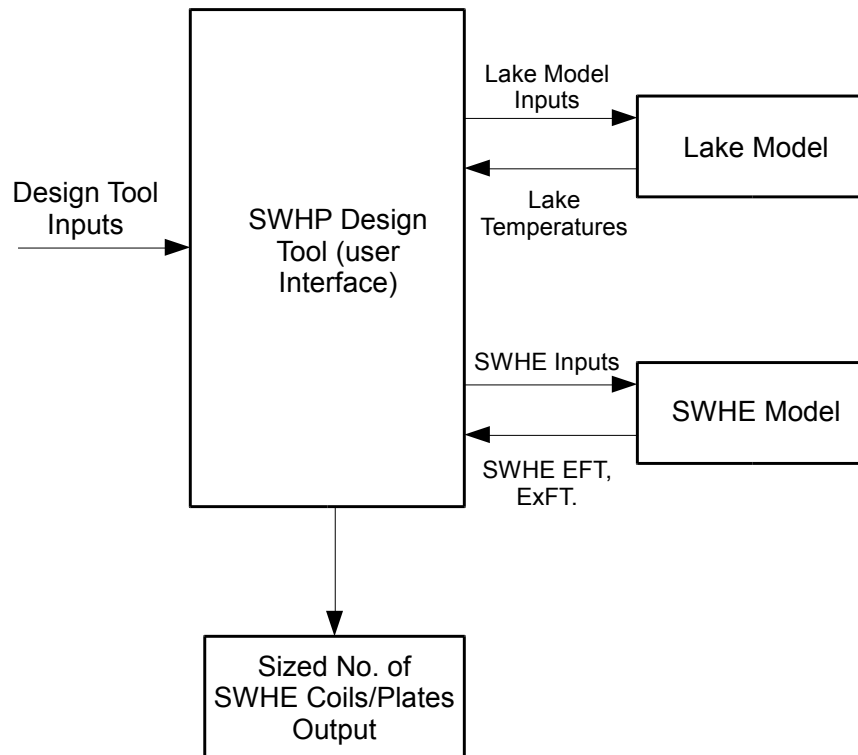 Lake Model
Inputs
Lake Model
Design Tool
Inputs
SWHP Design
Tool (user
Interface)
Lake
Temperatures
SWHE Inputs
SWHE Model
SWHE EFT,
ExFT.
Sized No. of
SWHE Coils/Plates
Output